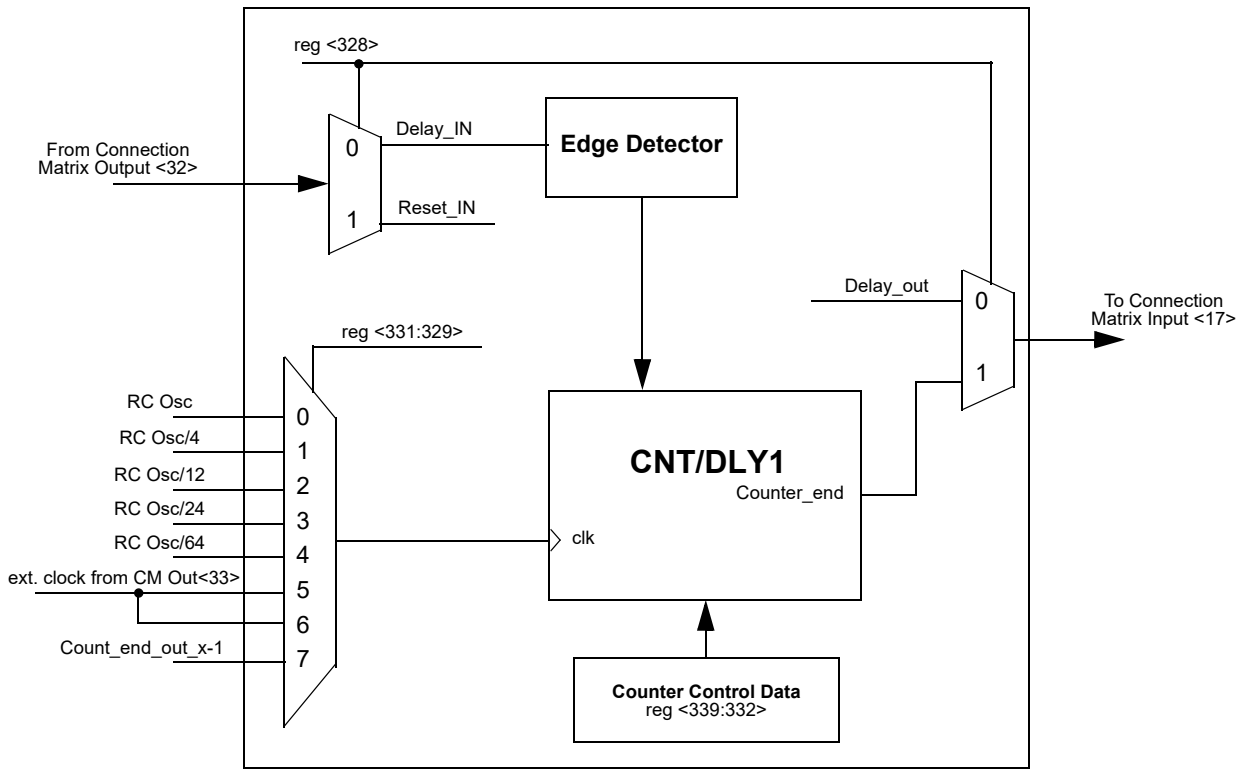 reg <328>
From Connection
Matrix Output <32>
0
1
Delay_IN
Reset_IN
Edge Detector
Delay_out
0
1
To Connection
Matrix Input <17>
reg <331:329>
RC Osc
RC Osc/4
RC Osc/12
RC Osc/24
RC Osc/64
ext. clock from CM Out<33>
Count_end_out_x-1
0
1
2
3
4
5
6
7
CNT/DLY1
Counter_end
clk
Counter Control Data
reg <339:332>